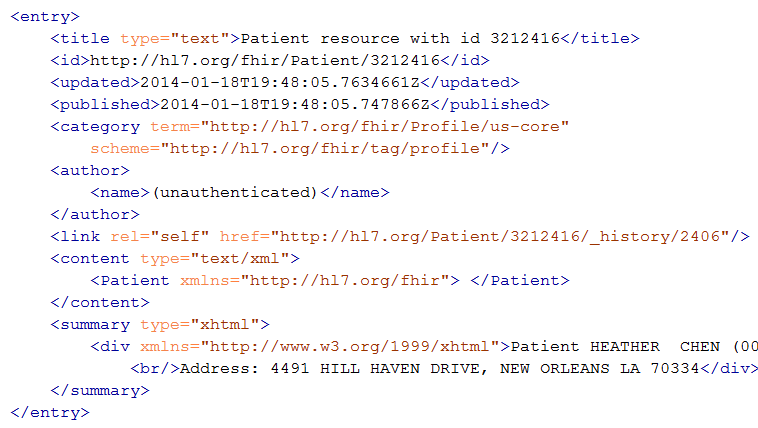 <entry>
<title type="text">Patient resource with id 3212416</title>
<id>http://hl7.org/fhir/Patient/3212416</id>
<updated>2014-01-18T19:48:05.7634661Z</updated>
<published>2014-01-18T19:48:05.747866Z</published>
<category term="http://hl7.org/fhir/Profile/us-core"
scheme="http://hl7.org/fhir/tag/profile"/>
<author>
<name>(unauthenticated)</name>
</author>
<link rel="self" href="http://hl7.org/Patient/3212416/_history/2406"/>
<content type="text/xml">
<Patient xmlns="http://hl7.org/fhir"> </Patient>
</content>
<summary type="xhtml">
<div xmlns="http://www.w3.org/1999/xhtml">Patient HEATHER  CHEN (00
<br/>Address: 4491 HILL HAVEN DRIVE, NEW ORLEANS LA 70334</div>
</summary>
</entry>